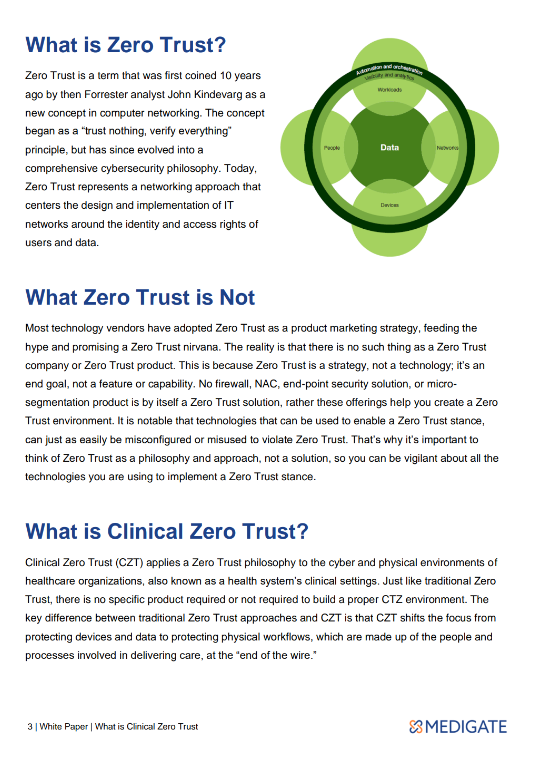 What is Zero Trust?
Zero Trust is a term that was first coined 10 years
ago by then Forrester analyst John Kindevarg as a
new concept in computer networking. The concept
began as a “trust nothing, verify everything”
principle, but has since evolved into a
comprehensive cybersecurity philosophy. Today,
Zero Trust represents a networking approach that
centers the design and implementation of IT
networks around the identity and access rights of
users and data.
Automation and orchestration
Visibility and analytics
Workloads
People
Data
Networks
Devices
What Zero Trust is Not
Most technology vendors have adopted Zero Trust as a product marketing strategy, feeding the
hype and promising a Zero Trust nirvana. The reality is that there is no such thing as a Zero Trust
company or Zero Trust product. This is because Zero Trust is a strategy, not a technology; it’s an
end goal, not a feature or capability. No firewall, NAC, end-point security solution, or micro-
segmentation product is by itself a Zero Trust solution, rather these offerings help you create a Zero
Trust environment. It is notable that technologies that can be used to enable a Zero Trust stance,
can just as easily be misconfigured or misused to violate Zero Trust. That’s why it’s important to
think of Zero Trust as a philosophy and approach, not a solution, so you can be vigilant about all the
technologies you are using to implement a Zero Trust stance.
What is Clinical Zero Trust?
Clinical Zero Trust (CZT) applies a Zero Trust philosophy to the cyber and physical environments of
healthcare organizations, also known as a health system’s clinical settings. Just like traditional Zero
Trust, there is no specific product required or not required to build a proper CTZ environment. The
key difference between traditional Zero Trust approaches and CZT is that CZT shifts the focus from
protecting devices and data to protecting physical workflows, which are made up of the people and
processes involved in delivering care, at the “end of the wire.”
3 | White Paper | What is Clinical Zero Trust
MEDIGATE